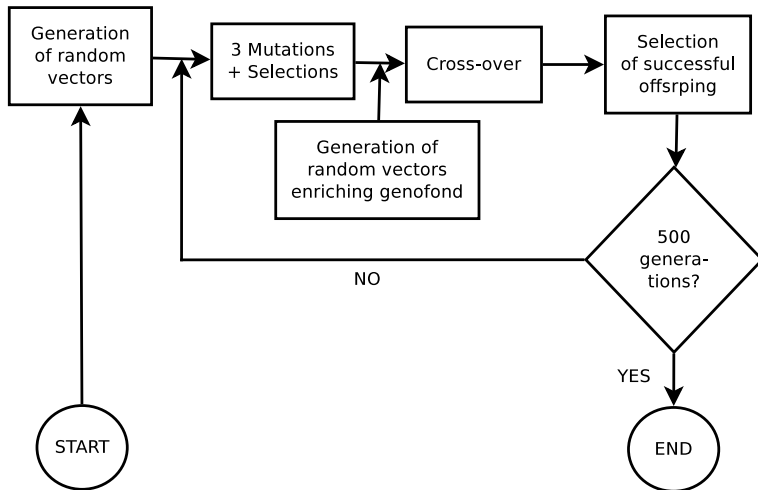 Generation
of random
vectors
3 Mutations
+ Selections
Cross-over
Selection
of successful
offsrping
Generation of
random vectors
enriching genofond
500
genera-
tions?
NO
YES
START
END